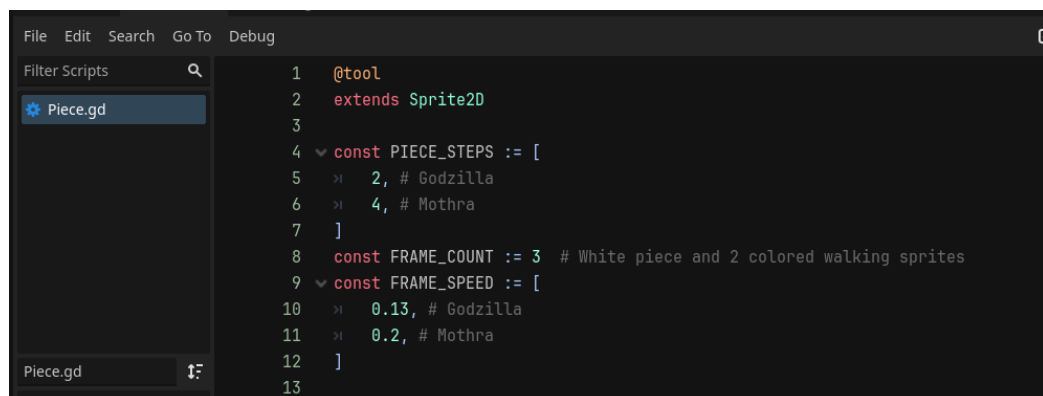 File Edit Search Go To Debug
Filter Scripts
Piece.gd
Piece.gd
1 @tool
2 extends Sprite2D
3
4 const PIECE_STEPS := [
5 2, # Godzilla
6 4, # Mothra
7 ]
8 const FRAME_COUNT := 3  # White piece and 2 colored walking sprites
9 const FRAME_SPEED := [
10 0.13, # Godzilla
11 0.2, # Mothra
12 ]
13